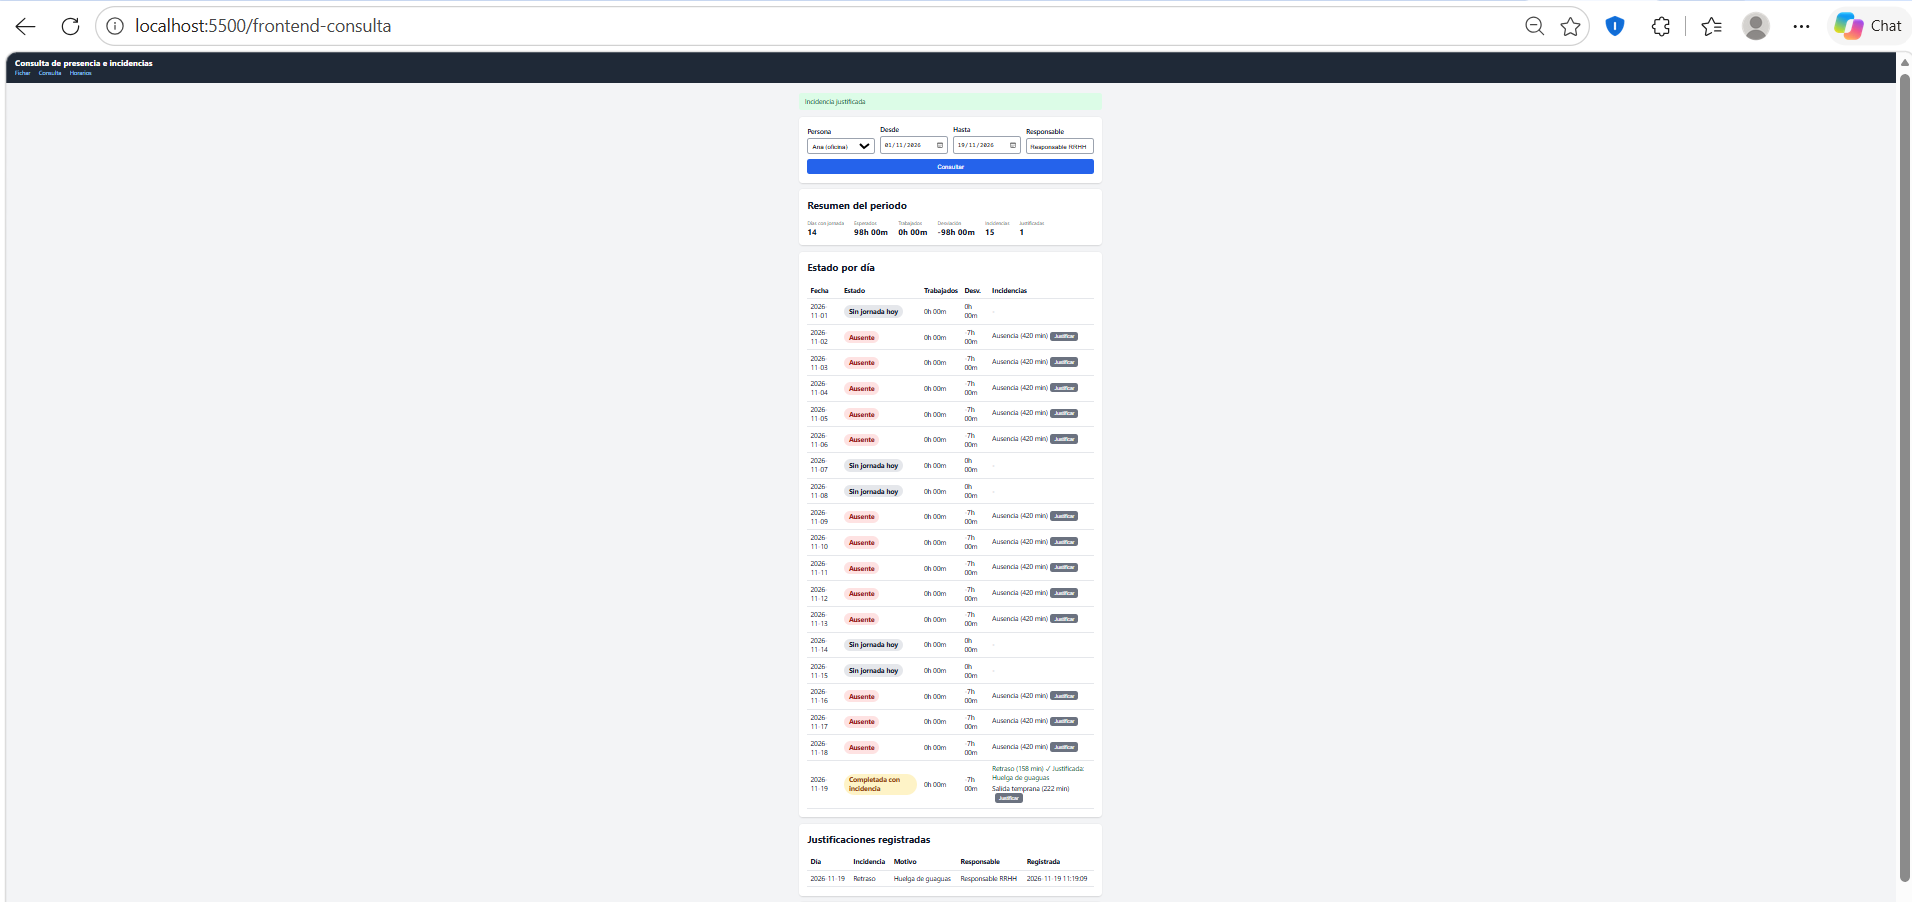 localhost:5500/frontend-consulta
Chat
Consulta de presencia e incidencias
Fichar Consulta Horarios
Incidencia justificada
Persona Desde Hasta Responsable
Ana (oficina) 01/11/2026 19/11/2026 Responsable RRHH
Consultar
Resumen del periodo
Días con jornada Esperados Trabajados Desviación Incidencias Justificadas
14 98h 00m 0h 00m -98h 00m 15 1
Estado por día
Fecha Estado Trabajados Desv. Incidencias
2026-11-01 Sin jornada hoy 0h 00m 0h 00m -
2026-11-02 Ausente 0h 00m -7h 00m Ausencia (420 min) Justificar
2026-11-03 Ausente 0h 00m -7h 00m Ausencia (420 min) Justificar
2026-11-04 Ausente 0h 00m -7h 00m Ausencia (420 min) Justificar
2026-11-05 Ausente 0h 00m -7h 00m Ausencia (420 min) Justificar
2026-11-06 Ausente 0h 00m -7h 00m Ausencia (420 min) Justificar
2026-11-07 Sin jornada hoy 0h 00m 0h 00m -
2026-11-08 Sin jornada hoy 0h 00m 0h 00m -
2026-11-09 Ausente 0h 00m -7h 00m Ausencia (420 min) Justificar
2026-11-10 Ausente 0h 00m -7h 00m Ausencia (420 min) Justificar
2026-11-11 Ausente 0h 00m -7h 00m Ausencia (420 min) Justificar
2026-11-12 Ausente 0h 00m -7h 00m Ausencia (420 min) Justificar
2026-11-13 Ausente 0h 00m -7h 00m Ausencia (420 min) Justificar
2026-11-14 Sin jornada hoy 0h 00m 0h 00m -
2026-11-15 Sin jornada hoy 0h 00m 0h 00m -
2026-11-16 Ausente 0h 00m -7h 00m Ausencia (420 min) Justificar
2026-11-17 Ausente 0h 00m -7h 00m Ausencia (420 min) Justificar
2026-11-18 Ausente 0h 00m -7h 00m Ausencia (420 min) Justificar
2026-11-19 Completada con incidencia 0h 00m -7h 00m Retraso (158 min) ✓ Justificada: Huelga de guaguas
Salida temprana (222 min) Justificar
Justificaciones registradas
Día Incidencia Motivo Responsable Registrada
2026-11-19 Retraso Huelga de guaguas Responsable RRHH 2026-11-19 11:19:09